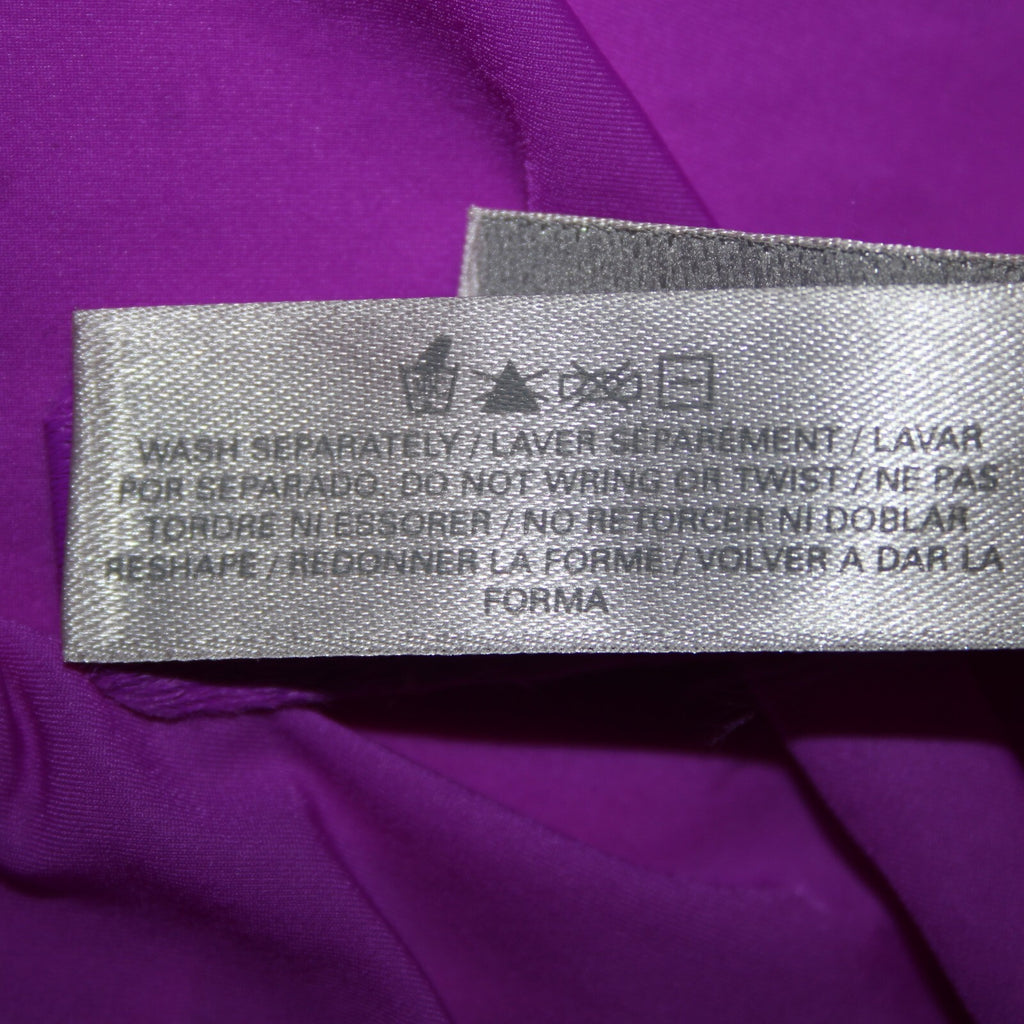 WASH SEPARATELY / LAVER SEPAREMENT / LAVAR
POR SEPARADO. DO NOT WRING OR TWIST / NE PAS
TORDRE NI ESSORER / NO RETORCER NI DOBLAR
RESHAPE / REDONNER LA FORME / VOLVER A DAR LA
FORMA